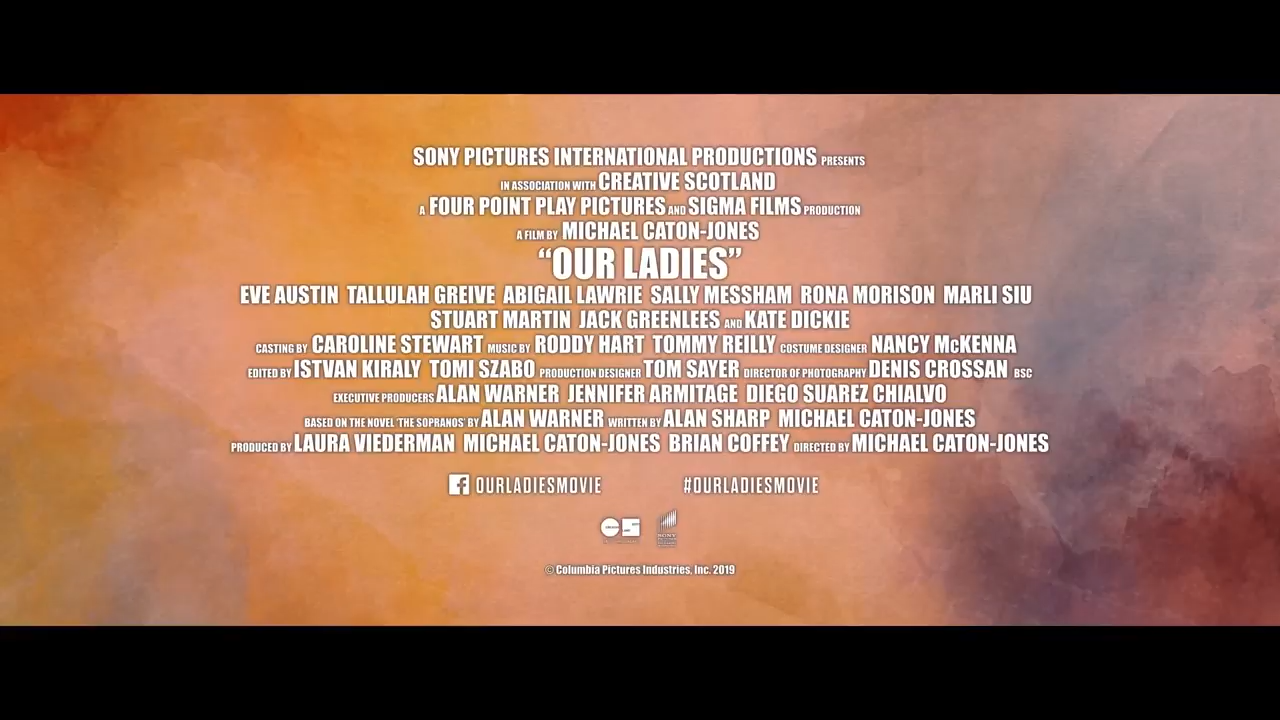 SONY PICTURES INTERNATIONAL PRODUCTIONS PRESENTS
IN ASSOCIATION WITH CREATIVE SCOTLAND
A FOUR POINT PLAY PICTURES AND SIGMA FILMS PRODUCTION
A FILM BY MICHAEL CATON-JONES
“OUR LADIES”
EVE AUSTIN TALLULAH GREIVE ABIGAIL LAWRIE SALLY MESSHAM RONA MORISON MARLI SIU
STUART MARTIN JACK GREENLEES AND KATE DICKIE
CASTING BY CAROLINE STEWART MUSIC BY RODDY HART TOMMY REILLY COSTUME DESIGNER NANCY McKENNA
EDITED BY ISTVAN KIRALY TOMI SZABO PRODUCTION DESIGNER TOM SAYER DIRECTOR OF PHOTOGRAPHY DENIS CROSSAN BSC
EXECUTIVE PRODUCERS ALAN WARNER JENNIFER ARMITAGE DIEGO SUAREZ CHIALVO
BASED ON THE NOVEL 'THE SOPRANOS' BY ALAN WARNER WRITTEN BY ALAN SHARP MICHAEL CATON-JONES
PRODUCED BY LAURA VIEDERMAN MICHAEL CATON-JONES BRIAN COFFEY DIRECTED BY MICHAEL CATON-JONES
OURLADIESMOVIE #OURLADIESMOVIE
SONY
© Columbia Pictures Industries, Inc. 2019